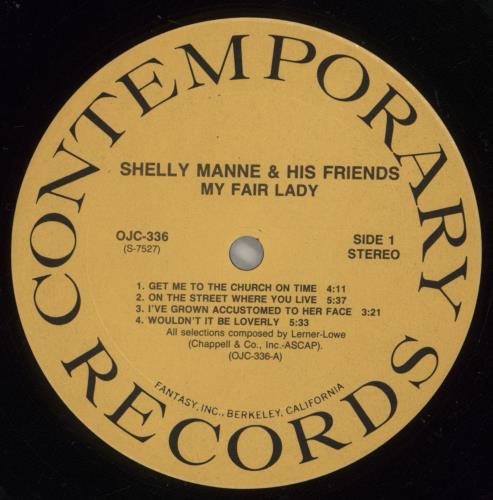 CONTEMPORARY
RECORDS
SHELLY MANNE & HIS FRIENDS
MY FAIR LADY
OJC-336
(S-7527)
SIDE 1
STEREO
1. GET ME TO THE CHURCH ON TIME 4:11
2. ON THE STREET WHERE YOU LIVE 5:37
3. I'VE GROWN ACCUSTOMED TO HER FACE 3:21
4. WOULDN'T IT BE LOVERLY 5:33
All selections composed by Lerner-Lowe
(Chappell & Co., Inc.-ASCAP).
(OJC-336-A)
FANTASY, INC., BERKELEY, CALIFORNIA